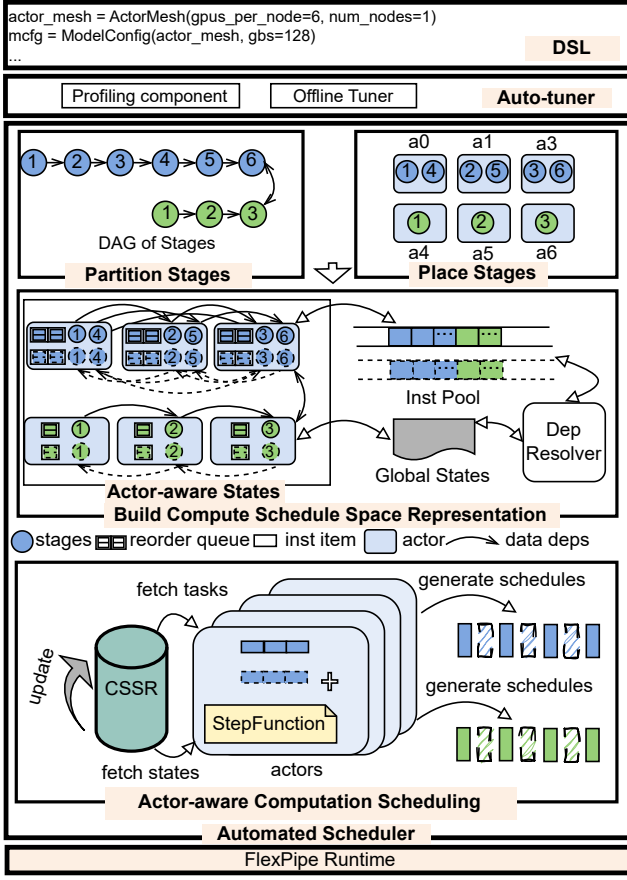 actor_mesh = ActorMesh(gpus_per_node=6, num_nodes=1)
mcfg = ModelConfig(actor_mesh, gbs=128)
...
DSL
Profiling component
Offline Tuner
Auto-tuner
1 2 3 4 5 6
1 2 3
DAG of Stages
Partition Stages
a0 a1 a3
1 4 2 5 3 6
1 2 3
a4 a5 a6
Place Stages
1 4 2 5 3 6
1 4 2 5 3 6
1 2 3
1 2 3
Actor-aware States
Inst Pool
Global States
Dep
Resolver
Build Compute Schedule Space Representation
stages reorder queue inst item actor data deps
fetch tasks
update
CSSR
fetch states
StepFunction
actors
generate schedules
generate schedules
Actor-aware Computation Scheduling
Automated Scheduler
FlexPipe Runtime